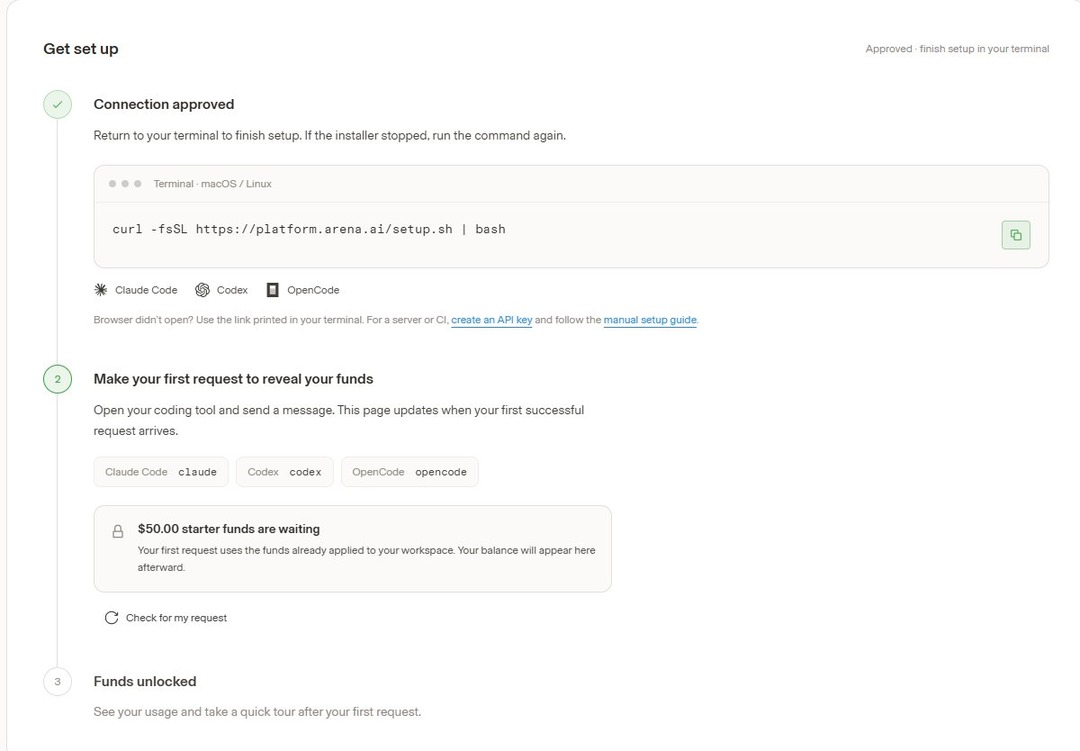 Get set up
Approved · finish setup in your terminal
Connection approved
Return to your terminal to finish setup. If the installer stopped, run the command again.
Terminal · macOS / Linux
curl -fsSL https://platform.arena.ai/setup.sh | bash
Claude Code Codex OpenCode
Browser didn't open? Use the link printed in your terminal. For a server or CI, create an API key and follow the manual setup guide.
2 Make your first request to reveal your funds
Open your coding tool and send a message. This page updates when your first successful
request arrives.
Claude Code claude Codex codex OpenCode opencode
$50.00 starter funds are waiting
Your first request uses the funds already applied to your workspace. Your balance will appear here
afterward.
Check for my request
3 Funds unlocked
See your usage and take a quick tour after your first request.